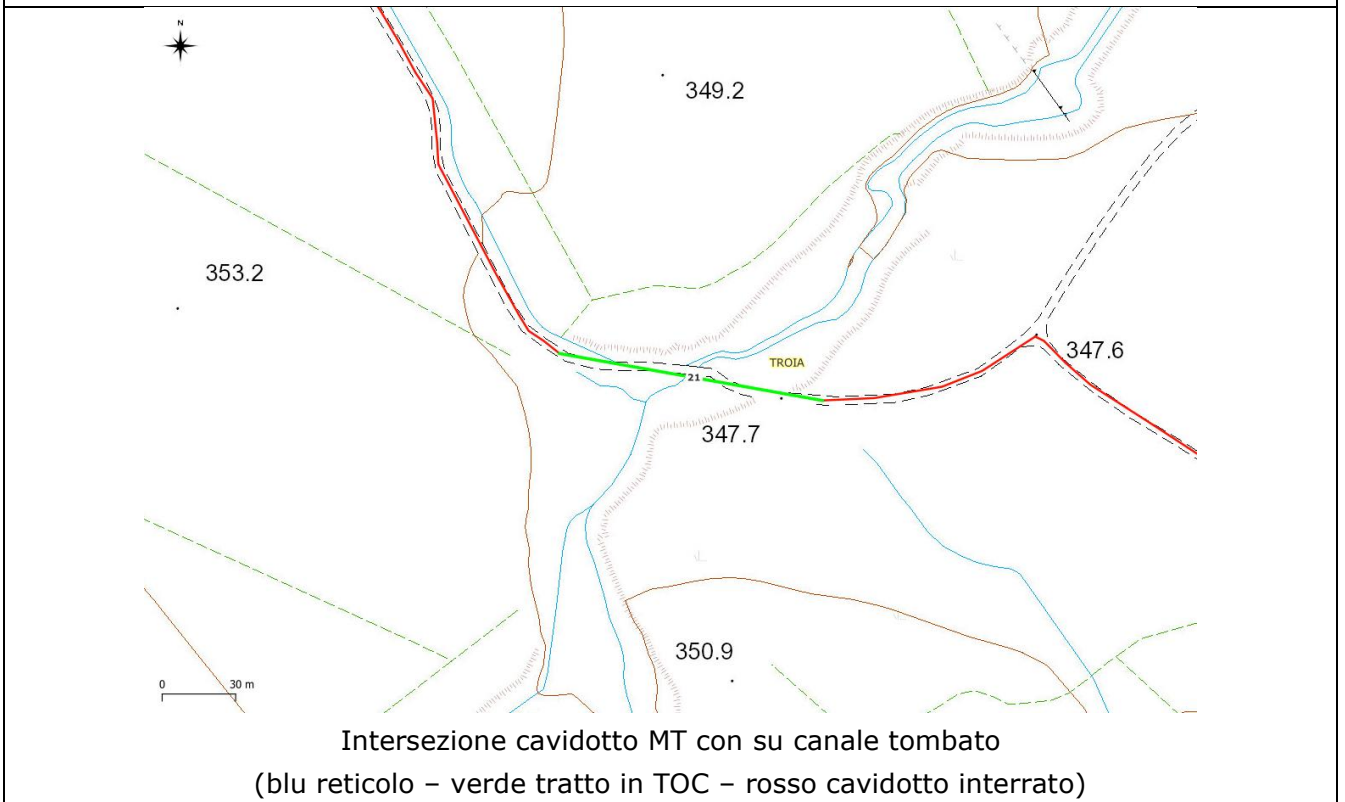 N
349.2
353.2
347.6
TROIA
21
347.7
350.9
0 30 m
Intersezione cavidotto MT con su canale tombato
(blu reticolo – verde tratto in TOC – rosso cavidotto interrato)